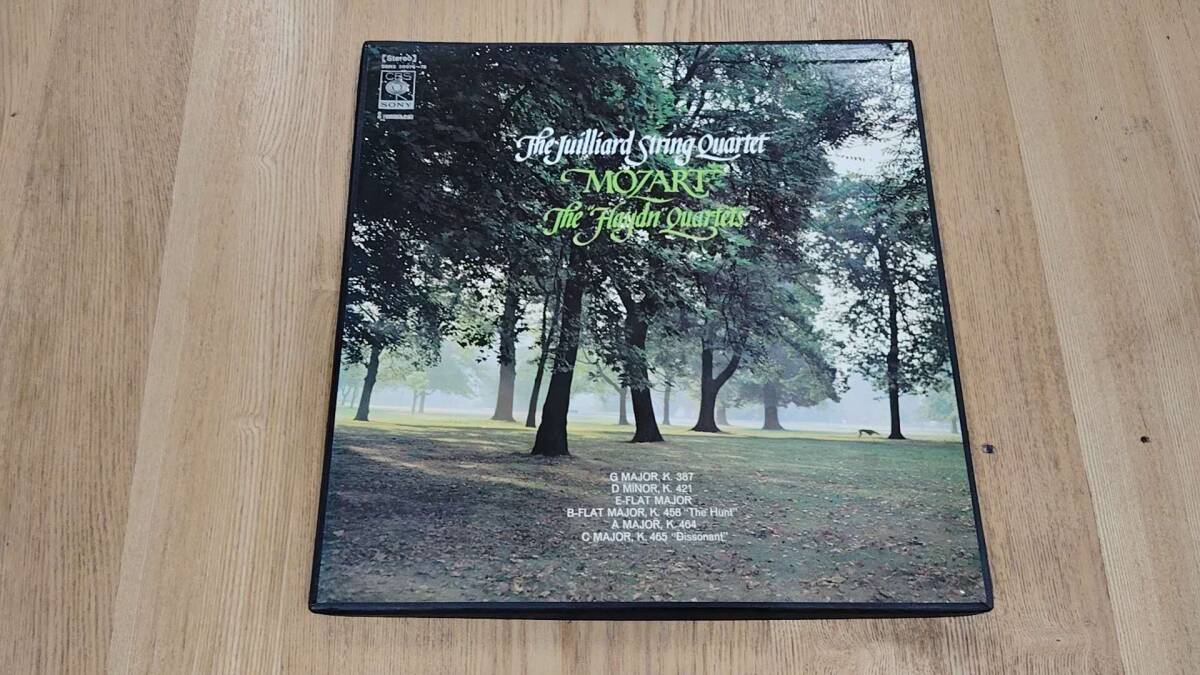 [Stereo]
CBS
SONY
The Juilliard String Quartet
MOZART
The "Haydn" Quartets
G MAJOR, K. 387
D MINOR, K. 421
E-FLAT MAJOR
B-FLAT MAJOR, K. 458 "The Hunt"
A MAJOR, K. 464
C MAJOR, K. 465 "Dissonant"